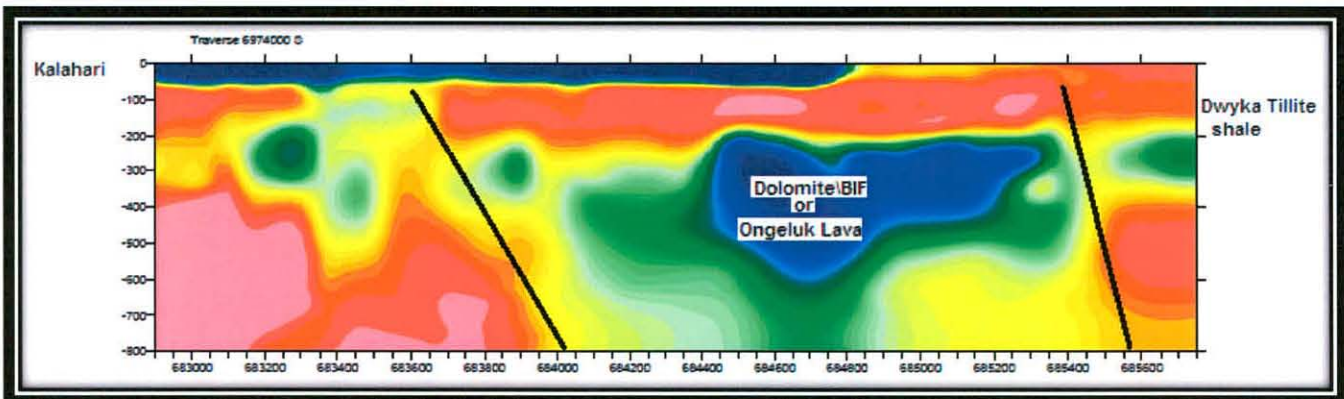 Traverse 6974000 S
Kalahari
0
-100
-200
-300
-400
-500
-600
-700
-800
Dwyka Tillite
shale
Dolomite\BIF
or
Ongeluk Lava
683000 683200 683400 683600 683800 684000 684200 684400 684600 684800 685000 685200 685400 685600